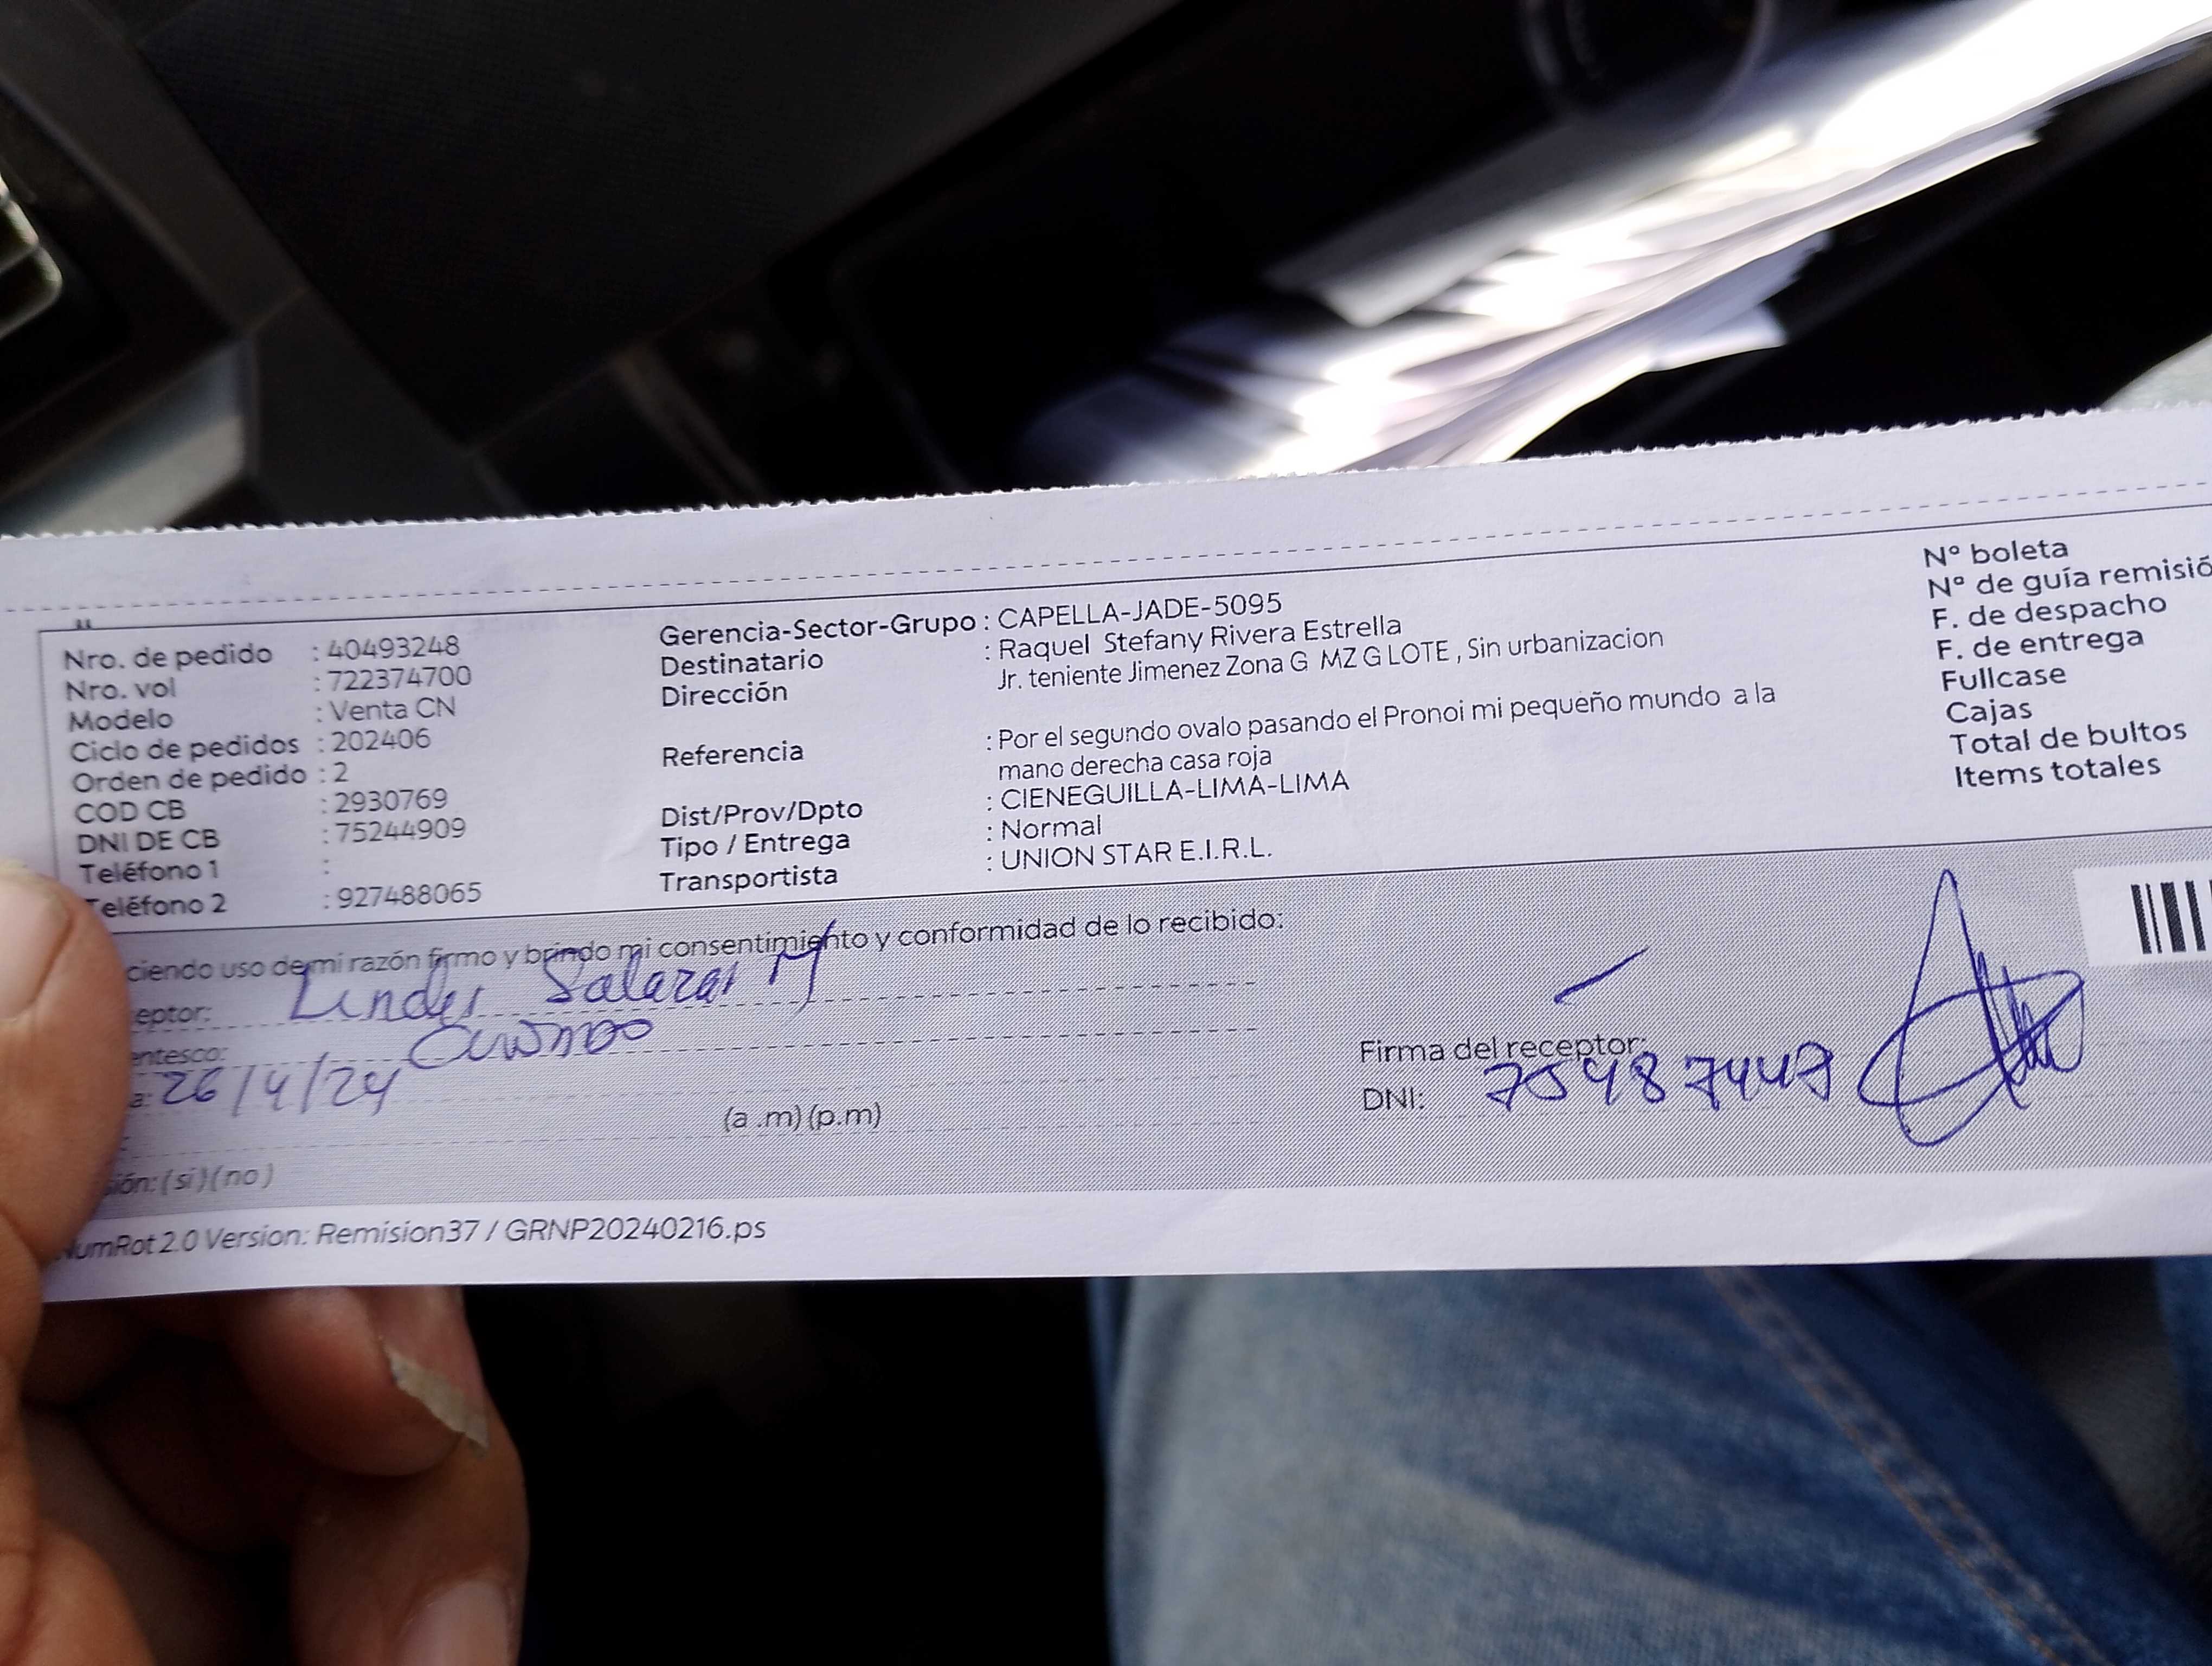 Nro. de pedido : 40493248
Nro. vol : 722374700
Modelo : Venta CN
Ciclo de pedidos : 202406
Orden de pedido : 2
COD CB : 2930769
DNI DE CB : 75244909
Teléfono 1 :
Teléfono 2 : 927488065
Gerencia-Sector-Grupo : CAPELLA-JADE-5095
Destinatario : Raquel Stefany Rivera Estrella
Dirección Jr. teniente Jimenez Zona G MZ G LOTE , Sin urbanizacion
Referencia : Por el segundo ovalo pasando el Pronoi mi pequeño mundo a la
mano derecha casa roja
Dist/Prov/Dpto : CIENEGUILLA-LIMA-LIMA
Tipo / Entrega : Normal
Transportista : UNION STAR E.I.R.L.
N° boleta
N° de guía remisió
F. de despacho
F. de entrega
Fullcase
Cajas
Total de bultos
Items totales
ciendo uso de mi razón firmo y brindo mi consentimiento y conformidad de lo recibido:
eptor: Salazar M
entesco:
a: 26/4/24
(a .m) (p.m)
ión: (si) (no)
Firma del receptor:
DNI: 75487449
NumRot 2.0 Version: Remision37 / GRNP20240216.ps